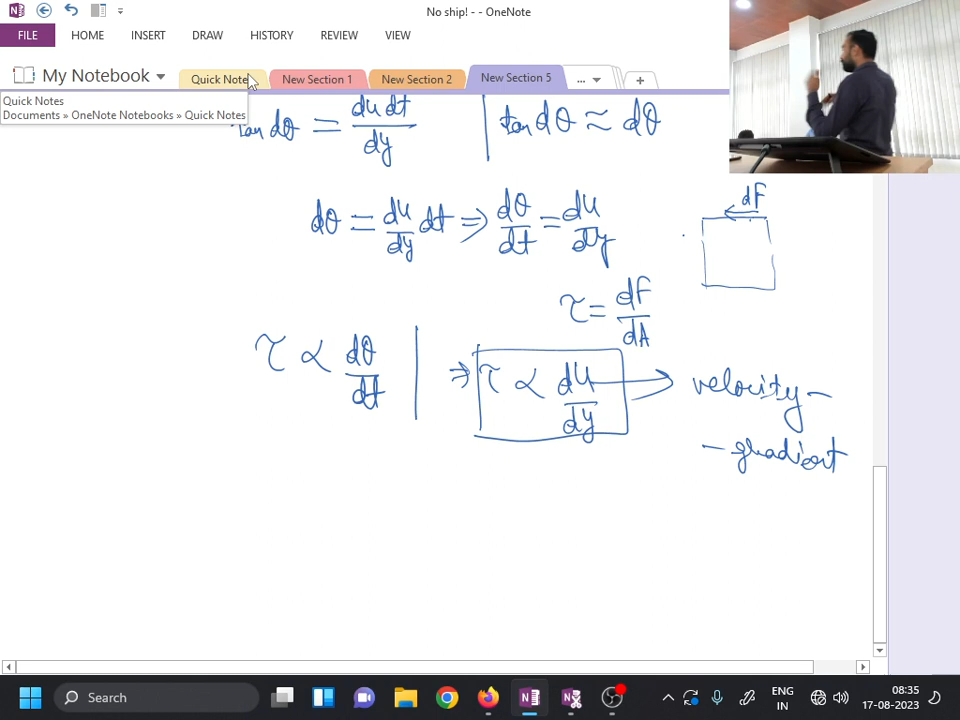 No ship! - - OneNote
FILE HOME INSERT DRAW HISTORY REVIEW VIEW
My Notebook Quick Notes New Section 1 New Section 2 New Section 5 ... +
Quick Notes
Documents » OneNote Notebooks » Quick Notes
tan dθ = du dt / dy | tan dθ ≈ dθ
dθ = du/dy dt ⇒ dθ/dt = du/dy
dF
τ = dF/dA
τ ∝ dθ/dt | ⇒ τ ∝ du/dy → velocity-
-gradient
Search
ENG
IN
08:35
17-08-2023